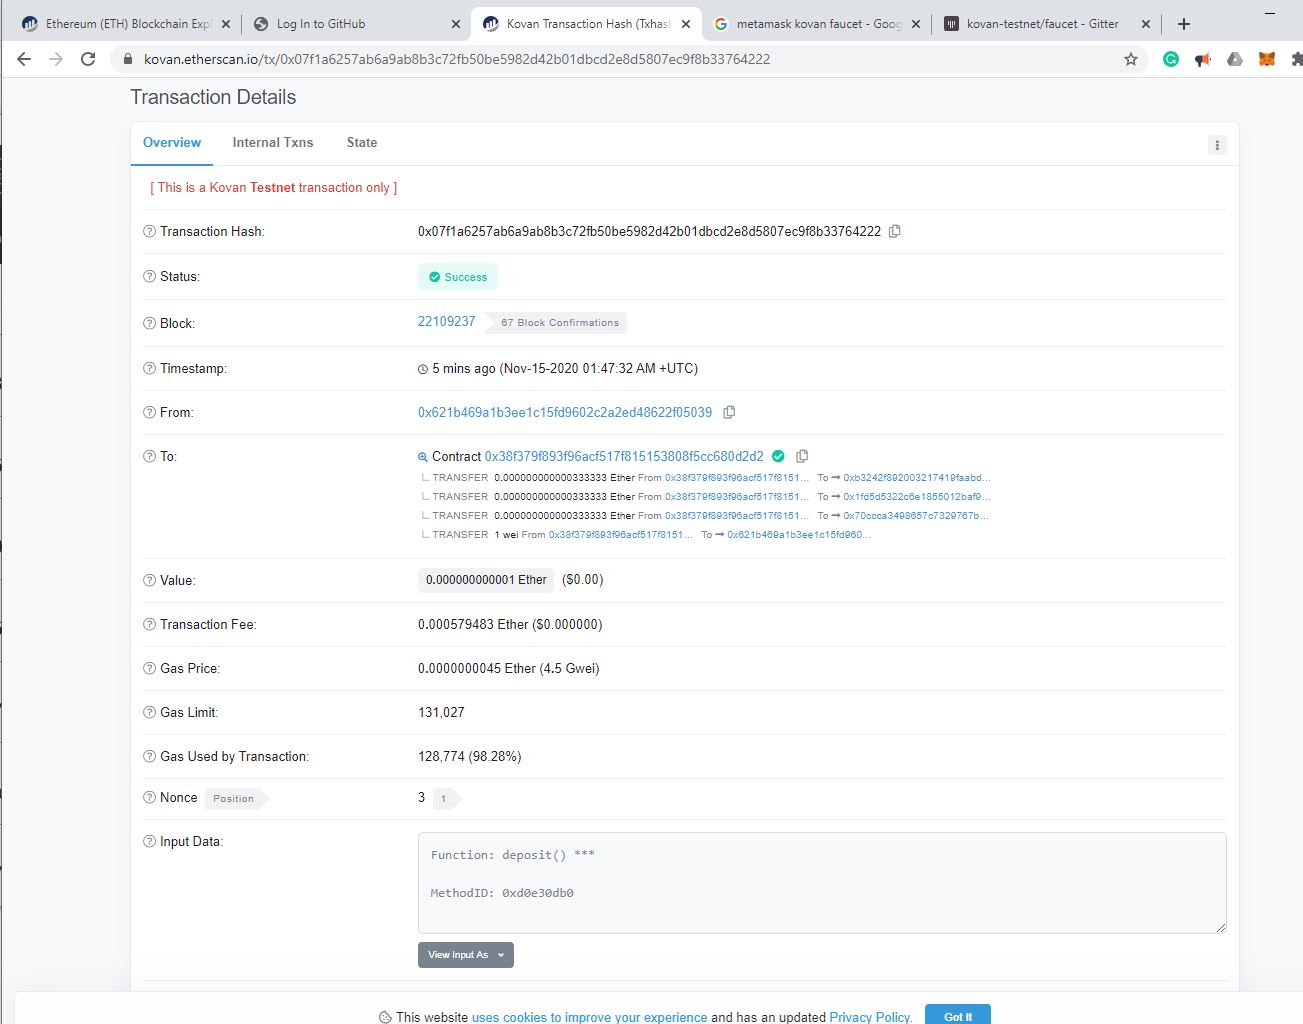 Ethereum (ETH) Blockchain Expl
Log In to GitHub
Kovan Transaction Hash (Txhash
metamask kovan faucet - Goog
kovan-testnet/faucet - Gitter
kovan.etherscan.io/tx/0x07f1a6257ab6a9ab8b3c72fb50be5982d42b01dbcd2e8d5807ec9f8b33764222
Transaction Details
Overview Internal Txns State
[ This is a Kovan Testnet transaction only ]
Transaction Hash: 0x07f1a6257ab6a9ab8b3c72fb50be5982d42b01dbcd2e8d5807ec9f8b33764222
Status: Success
Block: 22109237 67 Block Confirmations
Timestamp: 5 mins ago (Nov-15-2020 01:47:32 AM +UTC)
From: 0x621b469a1b3ee1c15fd9602c2a2ed48622f05039
To: Contract 0x38f379f893f96acf517f815153808f5cc680d2d2
TRANSFER 0.000000000000333333 Ether From 0x38f379f893f96acf517f8151... To → 0xb3242f892003217419faabd...
TRANSFER 0.000000000000333333 Ether From 0x38f379f893f96acf517f8151... To → 0x1fd5d5322c6e1855012baf9...
TRANSFER 0.000000000000333333 Ether From 0x38f379f893f96acf517f8151... To → 0x70ccca3498657c7329767b...
TRANSFER 1 wei From 0x38f379f893f96acf517f8151... To → 0x621b469a1b3ee1c15fd960...
Value: 0.000000000001 Ether ($0.00)
Transaction Fee: 0.000579483 Ether ($0.000000)
Gas Price: 0.0000000045 Ether (4.5 Gwei)
Gas Limit: 131,027
Gas Used by Transaction: 128,774 (98.28%)
Nonce Position 3 1
Input Data: Function: deposit() ***
MethodID: 0xd0e30db0
View Input As
This website uses cookies to improve your experience and has an updated Privacy Policy. Got It